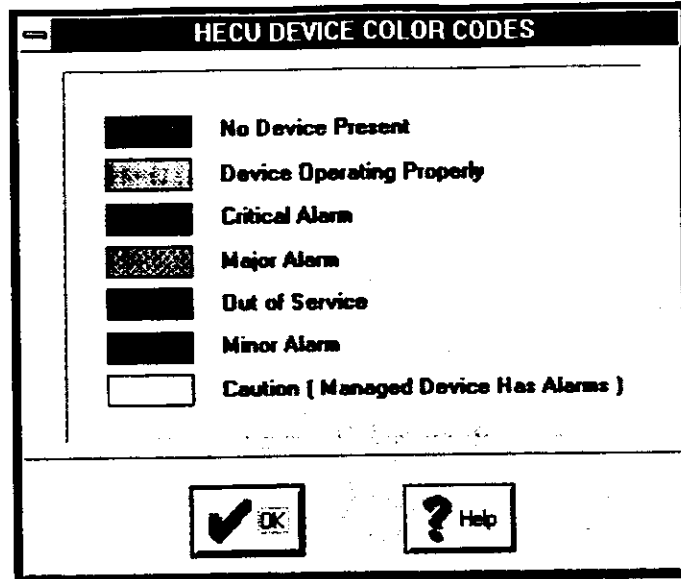 HECU DEVICE COLOR CODES
No Device Present
Device Operating Properly
Critical Alarm
Major Alarm
Out of Service
Minor Alarm
Caution ( Managed Device Has Alarms )
OK
Help